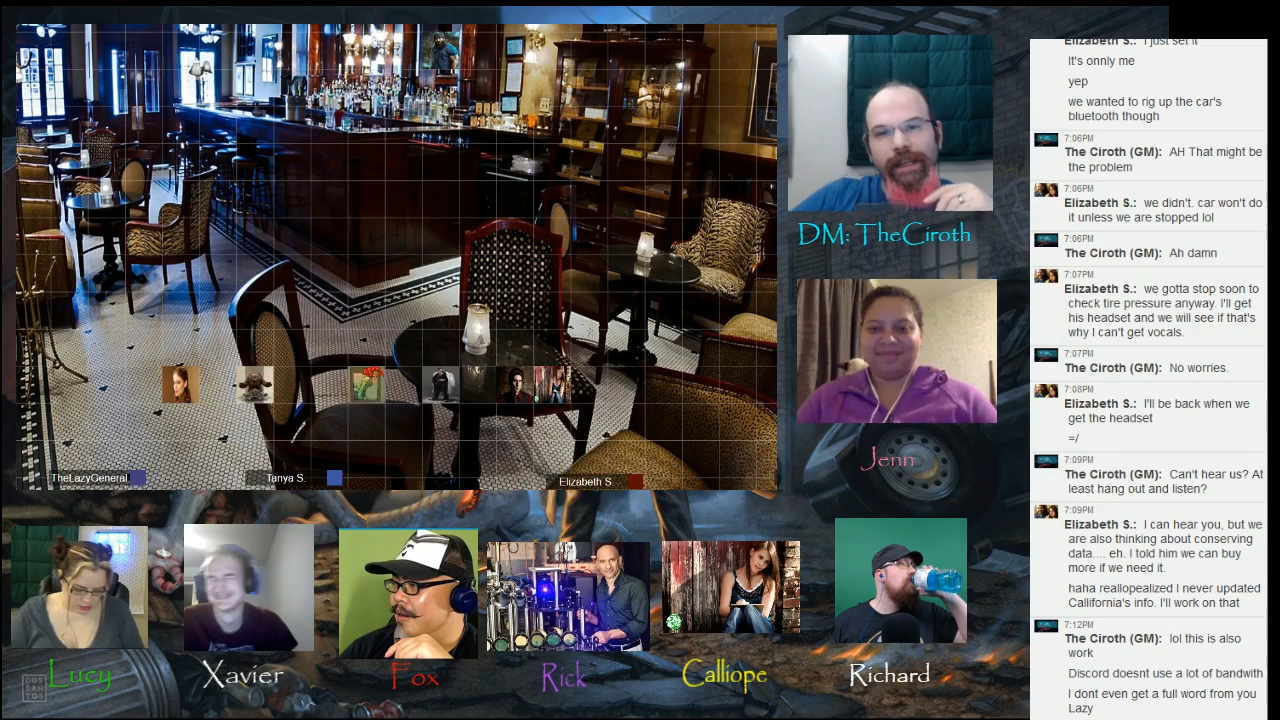 DM: TheCiroth
Jenn
TheLazyGeneral
Tanya S.
Elizabeth S
Lucy
Xavier
Fox
Rick
Calliope
Richard
DOS
SAN
TOS
Elizabeth S.: I just set it
It's onnly me
yep
we wanted to rig up the car's
bluetooth though
7:06PM
The Ciroth (GM): AH That might be
the problem
7:06PM
Elizabeth S.: we didn't. car won't do
it unless we are stopped lol
7:06PM
The Ciroth (GM): Ah damn
7:07PM
Elizabeth S.: we gotta stop soon to
check tire pressure anyway. I'll get
his headset and we will see if that's
why I can't get vocals.
7:07PM
The Ciroth (GM): No worries.
7:08PM
Elizabeth S.: I'll be back when we
get the headset
=/
7:09PM
The Ciroth (GM): Can't hear us? At
least hang out and listen?
7:09PM
Elizabeth S.: I can hear you, but we
are also thinking about conserving
data.... eh. I told him we can buy
more if we need it.
haha reallopealized I never updated
Callifornia's info. I'll work on that
7:12PM
The Ciroth (GM): lol this is also
work
Discord doesnt use a lot of bandwith
I dont even get a full word from you
Lazy